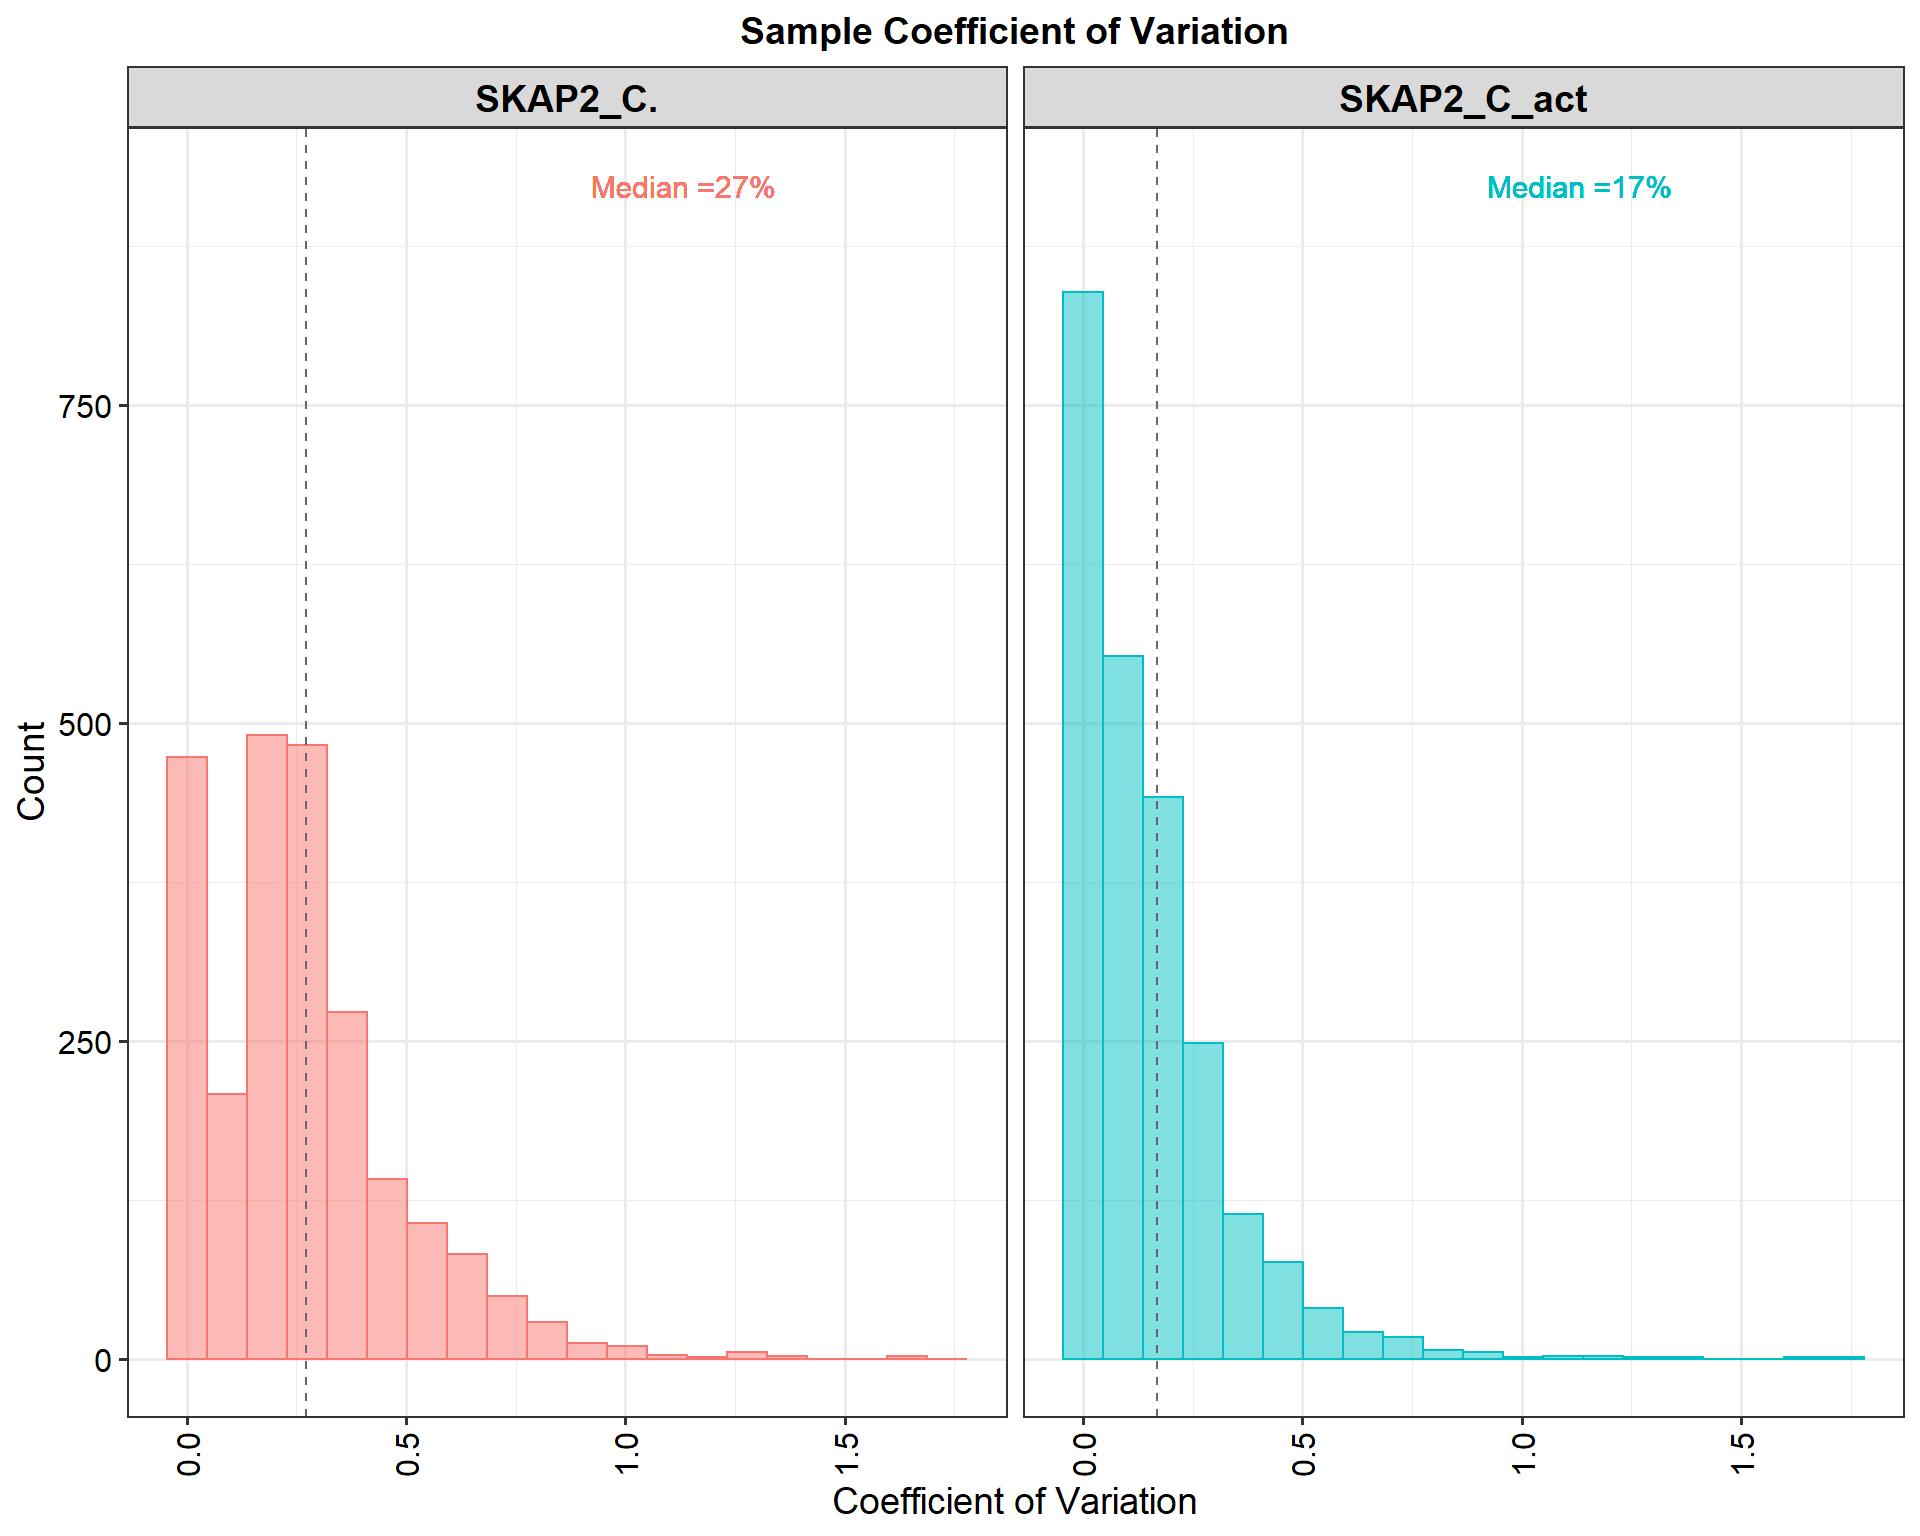 Sample Coefficient of Variation
SKAP2_C.
SKAP2_C_act
Median =27%
Median =17%
Count
750
500
250
0
0.0
0.5
1.0
1.5
0.0
0.5
1.0
1.5
Coefficient of Variation